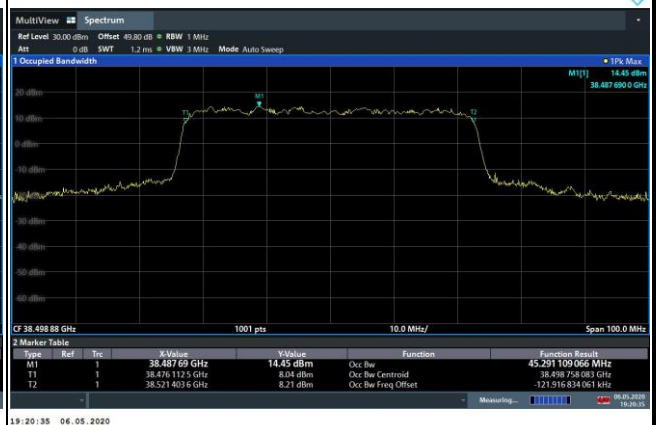 MultiView Spectrum
Ref Level 30.00 dBm Offset 49.80 dB RBW 1 MHz
Att 0 dB SWT 1.2 ms VBW 3 MHz Mode Auto Sweep
1 Occupied Bandwidth 1Pk Max
M1[1] 14.45 dBm
38.487 690 0 GHz
20 dBm
M1
T1
T2
10 dBm
0 dBm
-10 dBm
-20 dBm
-30 dBm
-40 dBm
-50 dBm
-60 dBm
CF 38.498 88 GHz 1001 pts 10.0 MHz/ Span 100.0 MHz
2 Marker Table
Type Ref Trc X-Value Y-Value Function Function Result
M1 1 38.487 69 GHz 14.45 dBm Occ Bw 45.291 109 066 MHz
T1 1 38.476 112 5 GHz 8.04 dBm Occ Bw Centroid 38.498 758 083 GHz
T2 1 38.521 403 6 GHz 8.21 dBm Occ Bw Freq Offset -121.916 834 061 kHz
Measuring... 06.05.2020
19:20:35
19:20:35 06.05.2020